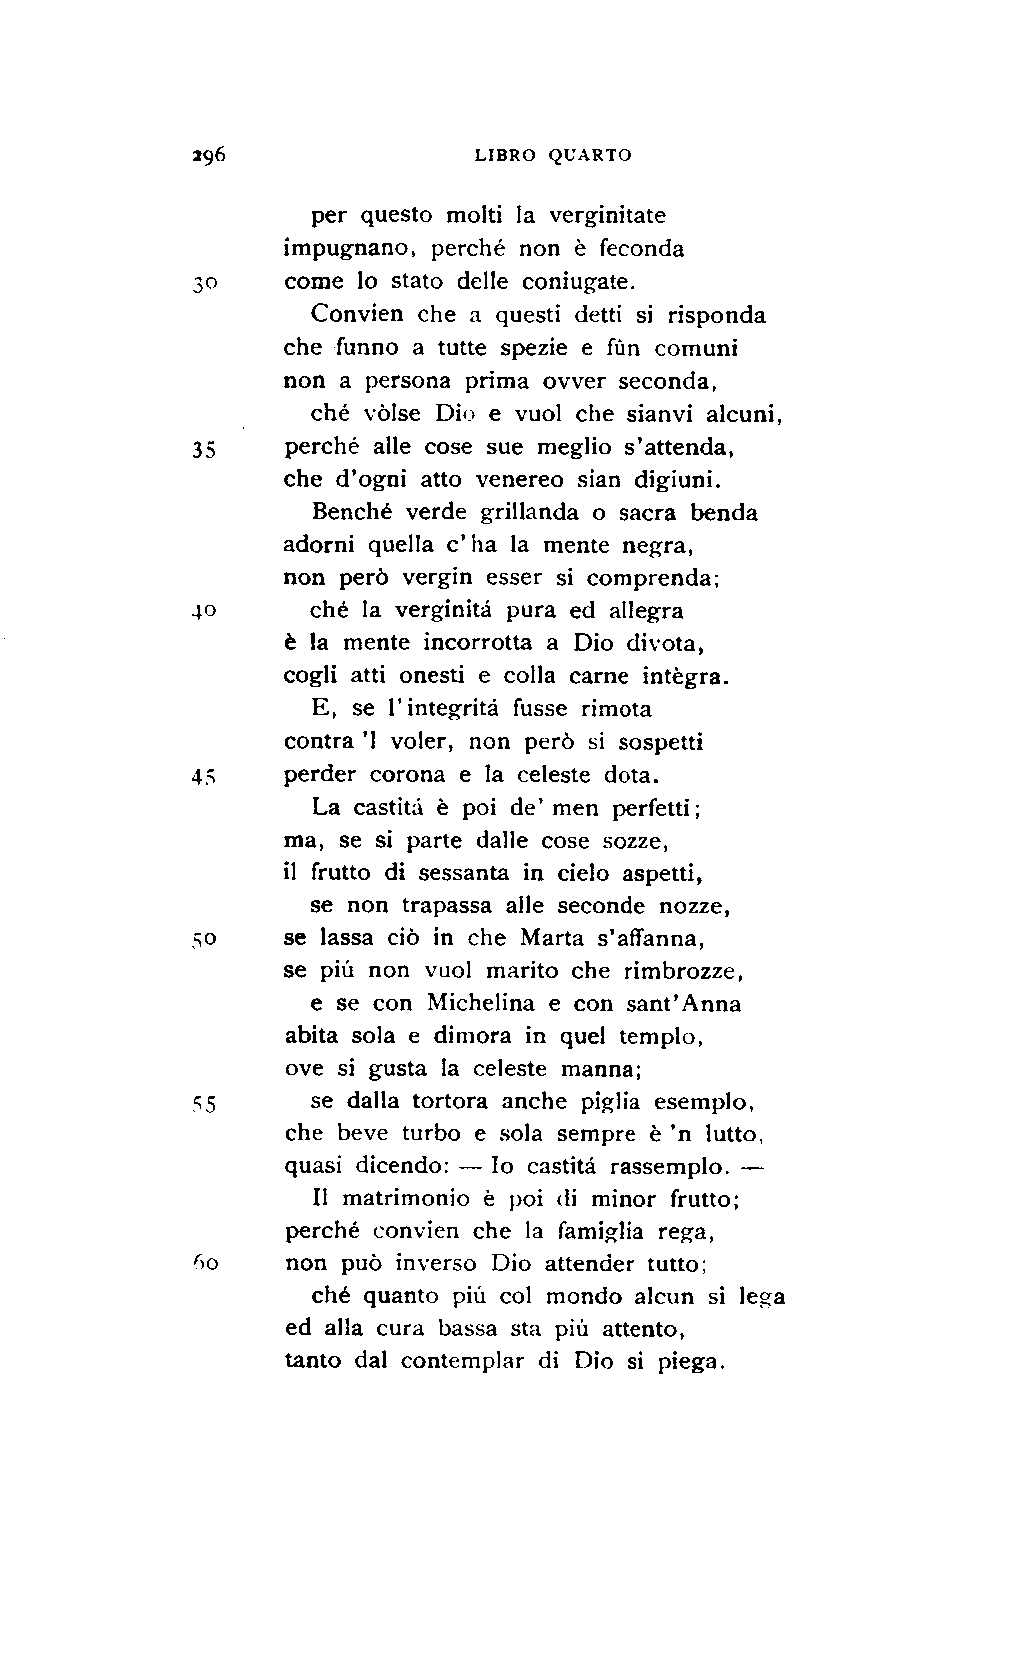 296 LIBRO QUARTO
per questo molti la verginitate
impugnano, perché non è feconda
30 come lo stato delle coniugate.
Convien che a questi detti si risponda
che funno a tutte spezie e fûn comuni
non a persona prima ovver seconda,
ché vòlse Dio e vuol che sianvi alcuni,
35 perché alle cose sue meglio s'attenda,
che d'ogni atto venereo sian digiuni.
Benché verde grillanda o sacra benda
adorni quella c'ha la mente negra,
non però vergin esser si comprenda;
40 ché la verginitá pura ed allegra
è la mente incorrotta a Dio divota,
cogli atti onesti e colla carne intègra.
E, se l'integritá fusse rimota
contra 'l voler, non però si sospetti
45 perder corona e la celeste dota.
La castitá è poi de' men perfetti;
ma, se si parte dalle cose sozze,
il frutto di sessanta in cielo aspetti,
se non trapassa alle seconde nozze,
50 se lassa ciò in che Marta s'affanna,
se piú non vuol marito che rimbrozze,
e se con Michelina e con sant'Anna
abita sola e dimora in quel templo,
ove si gusta la celeste manna;
55 se dalla tortora anche piglia esemplo,
che beve turbo e sola sempre è 'n lutto,
quasi dicendo: — Io castitá rassemplo. —
Il matrimonio è poi di minor frutto;
perché convien che la famiglia rega,
60 non può inverso Dio attender tutto;
ché quanto piú col mondo alcun si lega
ed alla cura bassa sta piú attento,
tanto dal contemplar di Dio si piega.